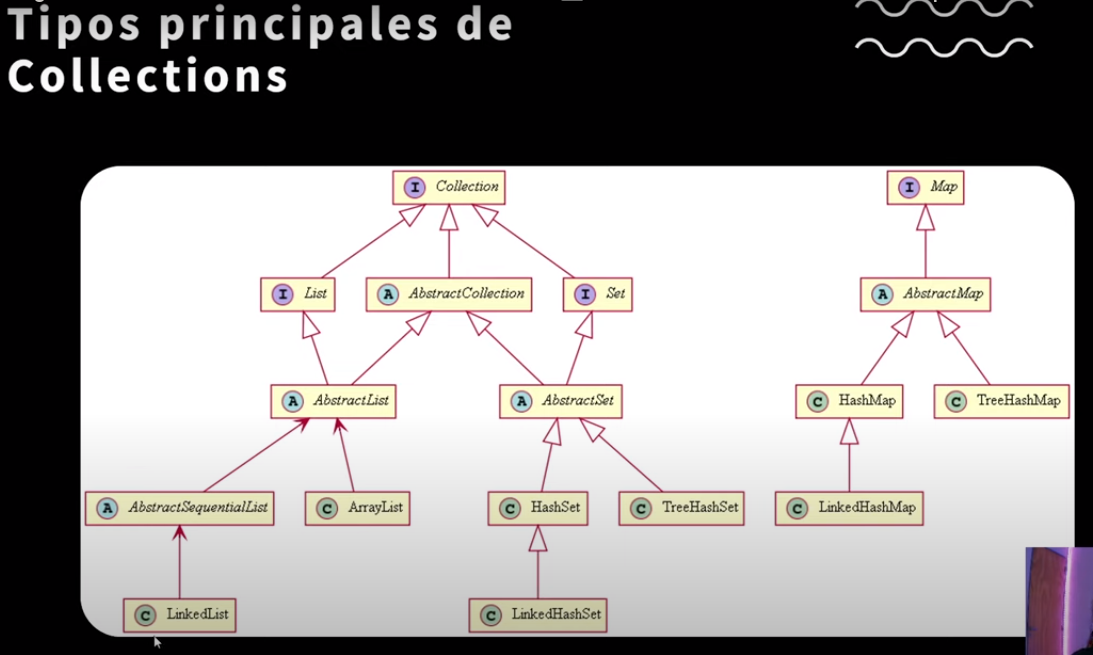 Tipos principales de
Collections
I Collection
I Map
I List
A AbstractCollection
I Set
A AbstractMap
A AbstractList
A AbstractSet
C HashMap
C TreeHashMap
A AbstractSequentialList
C ArrayList
C HashSet
C TreeHashSet
C LinkedHashMap
C LinkedList
C LinkedHashSet